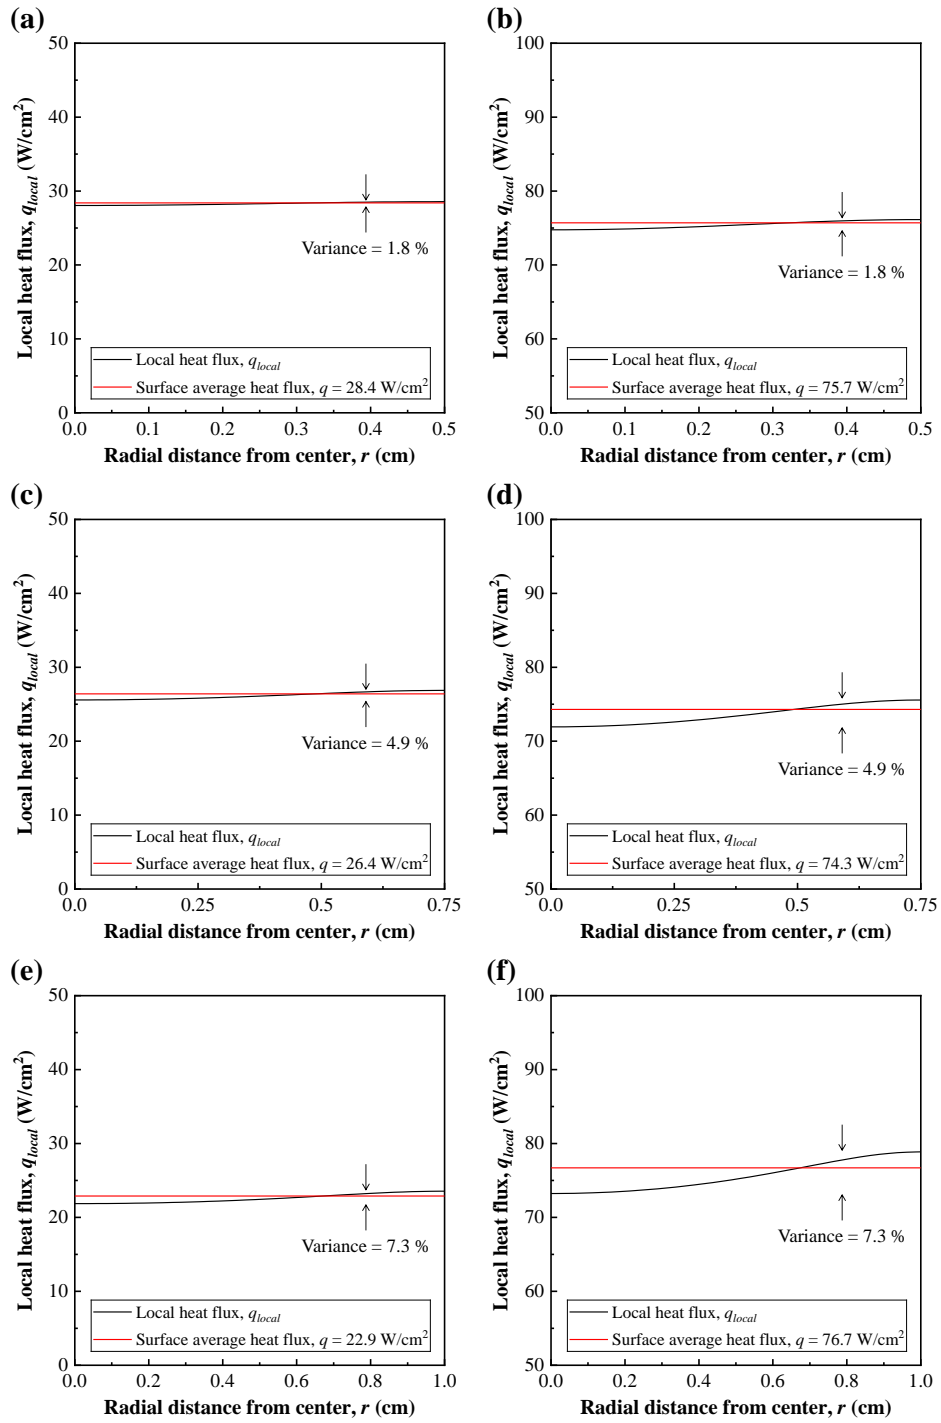 (a)
50
40
30
20
10
0
Local heat flux, q_local (W/cm²)
Variance = 1.8 %
Local heat flux, q_local
Surface average heat flux, q = 28.4 W/cm²
0.0 0.1 0.2 0.3 0.4 0.5
Radial distance from center, r (cm)
(b)
100
90
80
70
60
50
Local heat flux, q_local (W/cm²)
Variance = 1.8 %
Local heat flux, q_local
Surface average heat flux, q = 75.7 W/cm²
0.0 0.1 0.2 0.3 0.4 0.5
Radial distance from center, r (cm)
(c)
50
40
30
20
10
0
Local heat flux, q_local (W/cm²)
Variance = 4.9 %
Local heat flux, q_local
Surface average heat flux, q = 26.4 W/cm²
0.0 0.25 0.5 0.75
Radial distance from center, r (cm)
(d)
100
90
80
70
60
50
Local heat flux, q_local (W/cm²)
Variance = 4.9 %
Local heat flux, q_local
Surface average heat flux, q = 74.3 W/cm²
0.0 0.25 0.5 0.75
Radial distance from center, r (cm)
(e)
50
40
30
20
10
0
Local heat flux, q_local (W/cm²)
Variance = 7.3 %
Local heat flux, q_local
Surface average heat flux, q = 22.9 W/cm²
0.0 0.2 0.4 0.6 0.8 1.0
Radial distance from center, r (cm)
(f)
100
90
80
70
60
50
Local heat flux, q_local (W/cm²)
Variance = 7.3 %
Local heat flux, q_local
Surface average heat flux, q = 76.7 W/cm²
0.0 0.2 0.4 0.6 0.8 1.0
Radial distance from center, r (cm)